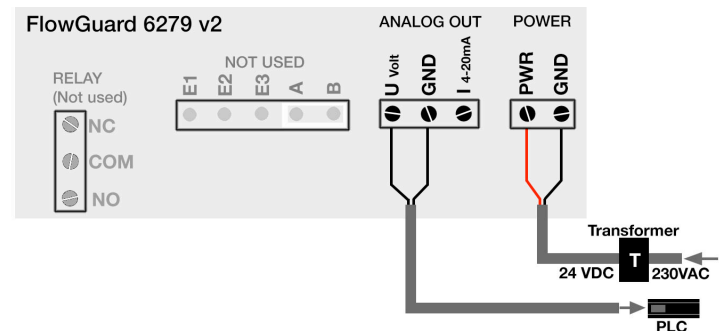 FlowGuard 6279 v2
ANALOG OUT
POWER
NOT USED
RELAY
(Not used)
E1
E2
E3
A
B
U Volt
GND
I 4-20mA
PWR
GND
NC
COM
NO
Transformer
T
24 VDC
230VAC
PLC